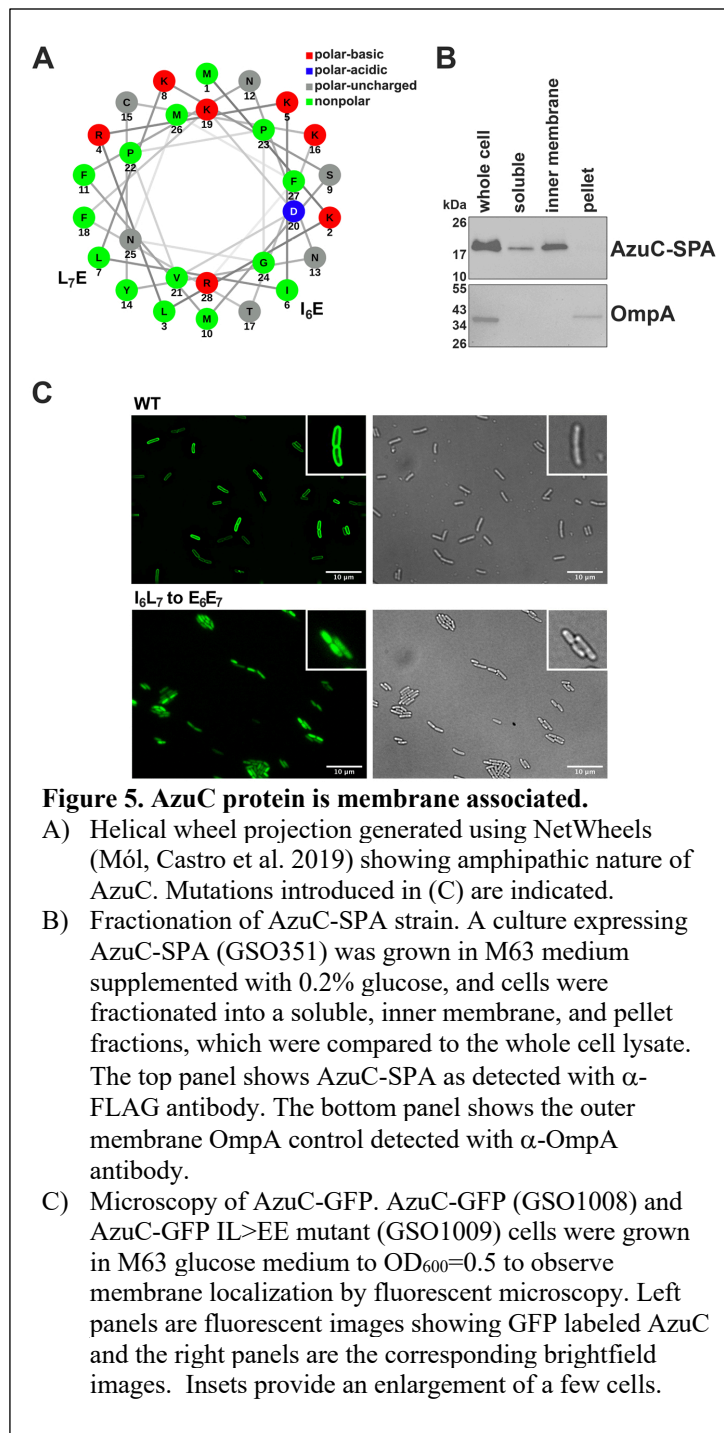 A
polar-basic
polar-acidic
polar-uncharged
nonpolar
M
1
K
8
N
12
C
15
M
26
K
19
K
5
P
23
R
4
K
16
P
22
S
9
F
11
F
27
D
20
K
2
F
18
N
25
N
13
L
7
V
21
R
28
G
24
I
6
Y
14
L
3
M
10
T
17
L₇E
I₆E
B
whole cell
soluble
inner membrane
pellet
kDa
26
17
10
AzuC-SPA
55
43
34
26
OmpA
C
WT
10 µm
10 µm
I₆L₇ to E₆E₇
10 µm
10 µm
Figure 5. AzuC protein is membrane associated.
A) Helical wheel projection generated using NetWheels
(Mól, Castro et al. 2019) showing amphipathic nature of
AzuC. Mutations introduced in (C) are indicated.
B) Fractionation of AzuC-SPA strain. A culture expressing
AzuC-SPA (GSO351) was grown in M63 medium
supplemented with 0.2% glucose, and cells were
fractionated into a soluble, inner membrane, and pellet
fractions, which were compared to the whole cell lysate.
The top panel shows AzuC-SPA as detected with α-
FLAG antibody. The bottom panel shows the outer
membrane OmpA control detected with α-OmpA
antibody.
C) Microscopy of AzuC-GFP. AzuC-GFP (GSO1008) and
AzuC-GFP IL>EE mutant (GSO1009) cells were grown
in M63 glucose medium to OD₆₀₀=0.5 to observe
membrane localization by fluorescent microscopy. Left
panels are fluorescent images showing GFP labeled AzuC
and the right panels are the corresponding brightfield
images.  Insets provide an enlargement of a few cells.